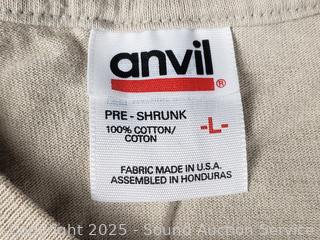 anvil
®
PRE - SHRUNK
100% COTTON/
COTON
-L-
FABRIC MADE IN U.S.A.
ASSEMBLED IN HONDURAS
Copyright 2025 - Sound Auction Service